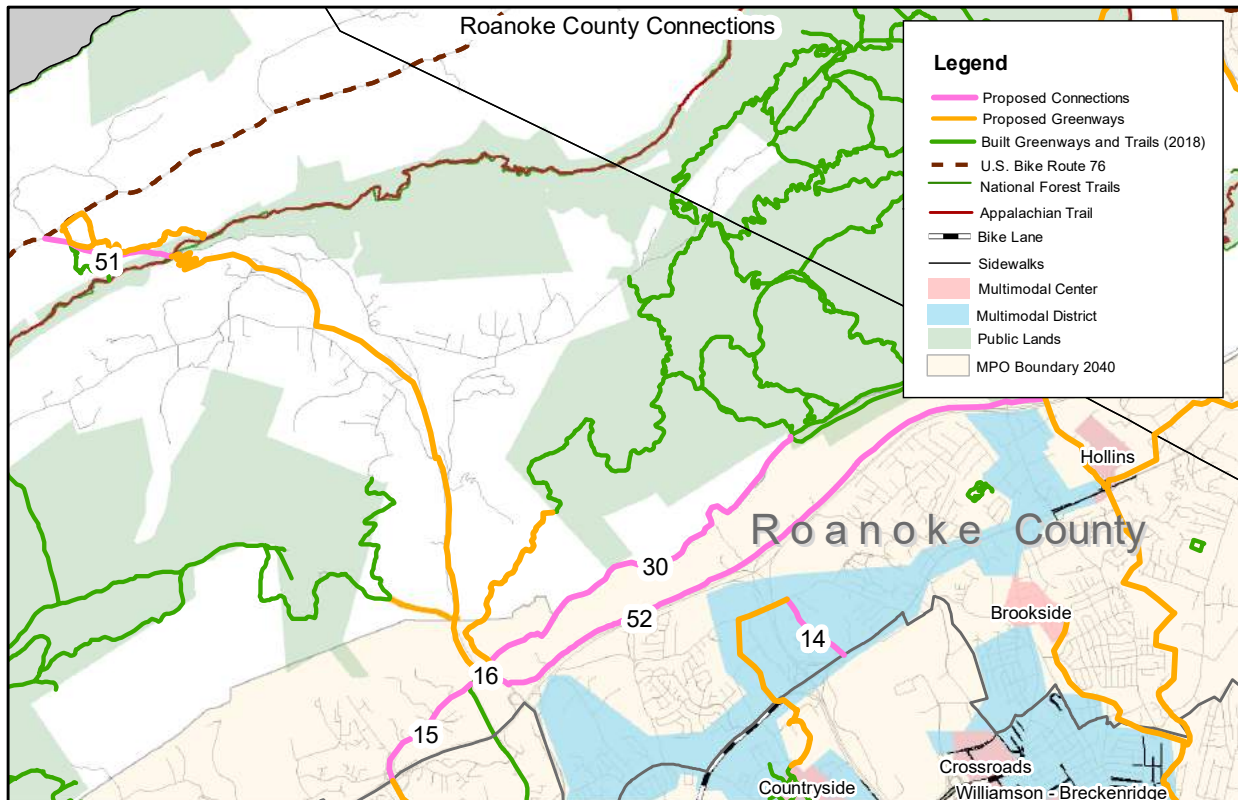 Roanoke County Connections
Legend
Proposed Connections
Proposed Greenways
Built Greenways and Trails (2018)
U.S. Bike Route 76
National Forest Trails
Appalachian Trail
Bike Lane
Sidewalks
Multimodal Center
Multimodal District
Public Lands
MPO Boundary 2040
51
Hollins
Roanoke County
30
Brookside
52
14
16
15
Crossroads
Countryside
Williamson - Breckenridge